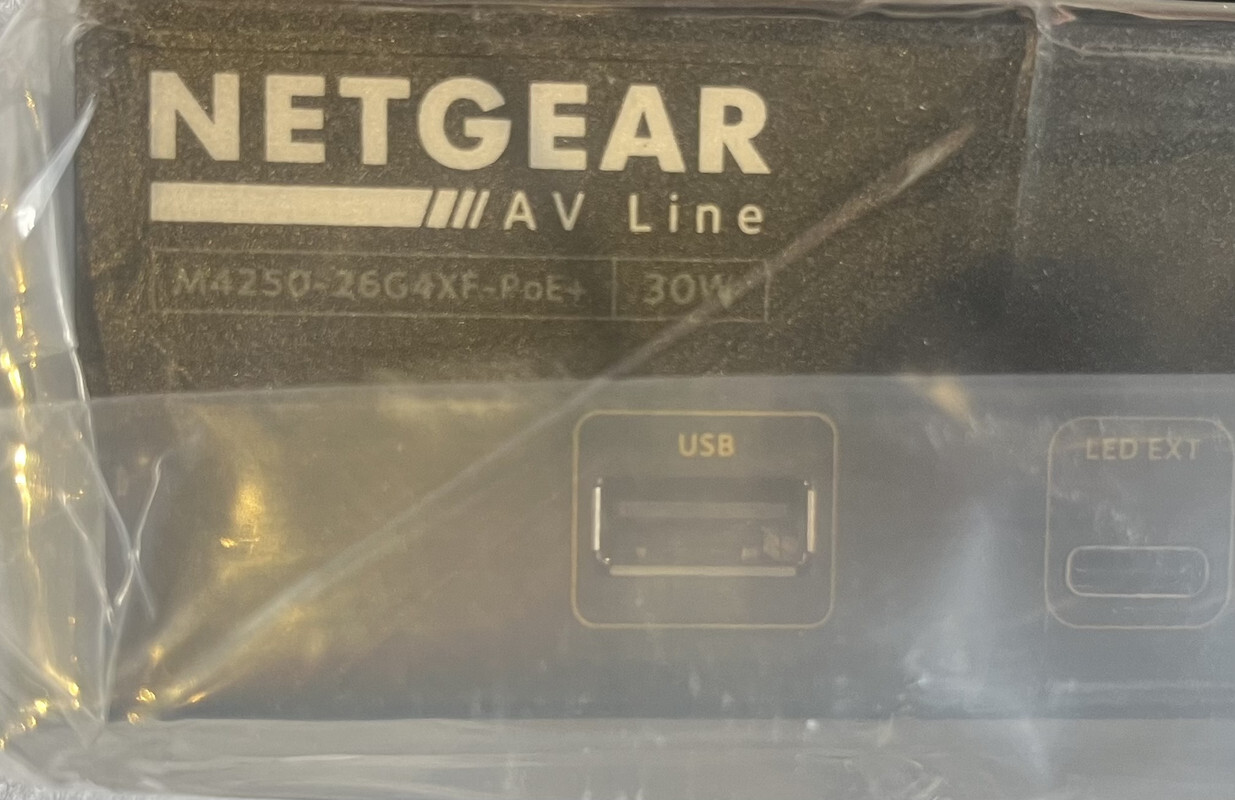 NETGEAR
AV Line
M4250-26G4XF-PoE+ 30W
USB
LED EXT